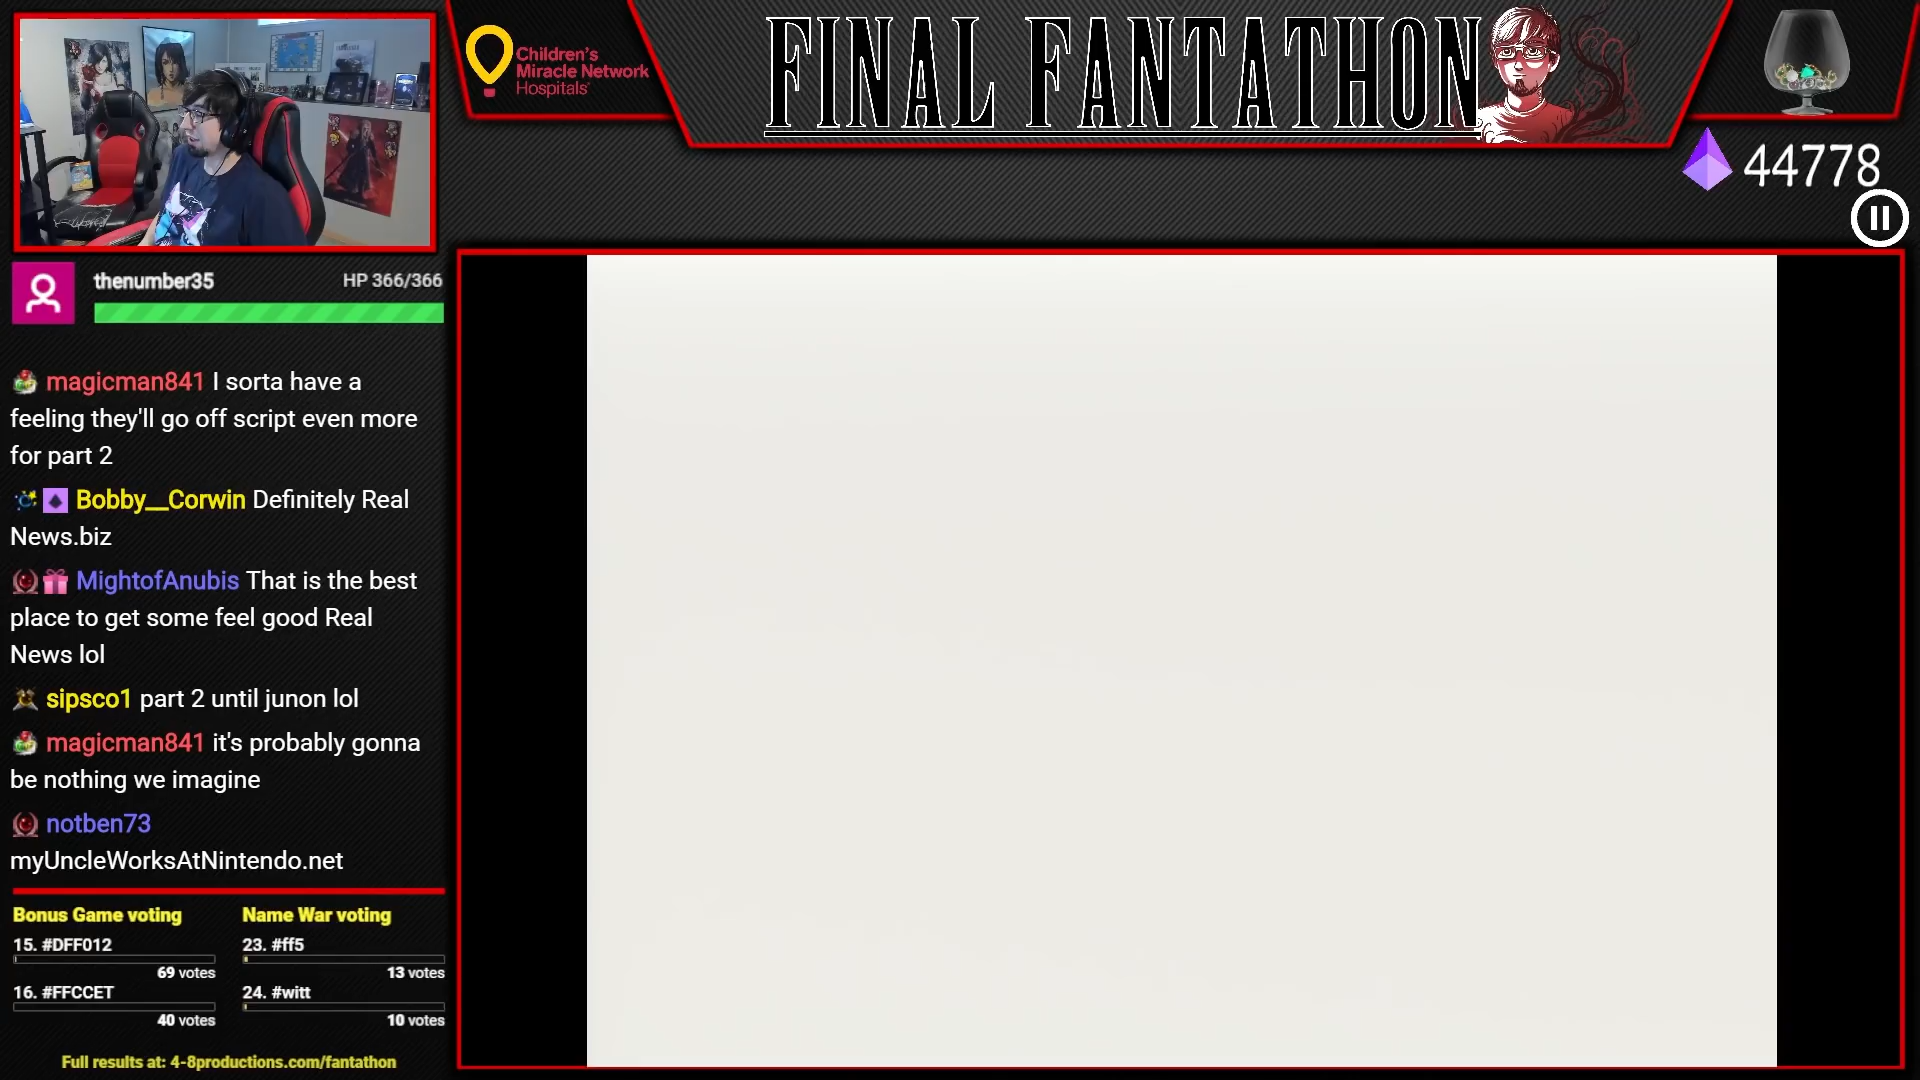 Children's
Miracle Network
Hospitals
FINAL FANTATHON
44778
thenumber35
HP 366/366
magicman841 I sorta have a
feeling they'll go off script even more
for part 2
Bobby__Corwin Definitely Real
News.biz
MightofAnubis That is the best
place to get some feel good Real
News lol
sipsco1 part 2 until junon lol
magicman841 it's probably gonna
be nothing we imagine
notben73
myUncleWorksAtNintendo.net
Bonus Game voting
15. #DFF012
69 votes
16. #FFCCET
40 votes
Name War voting
23. #ff5
13 votes
24. #witt
10 votes
Full results at: 4-8productions.com/fantathon